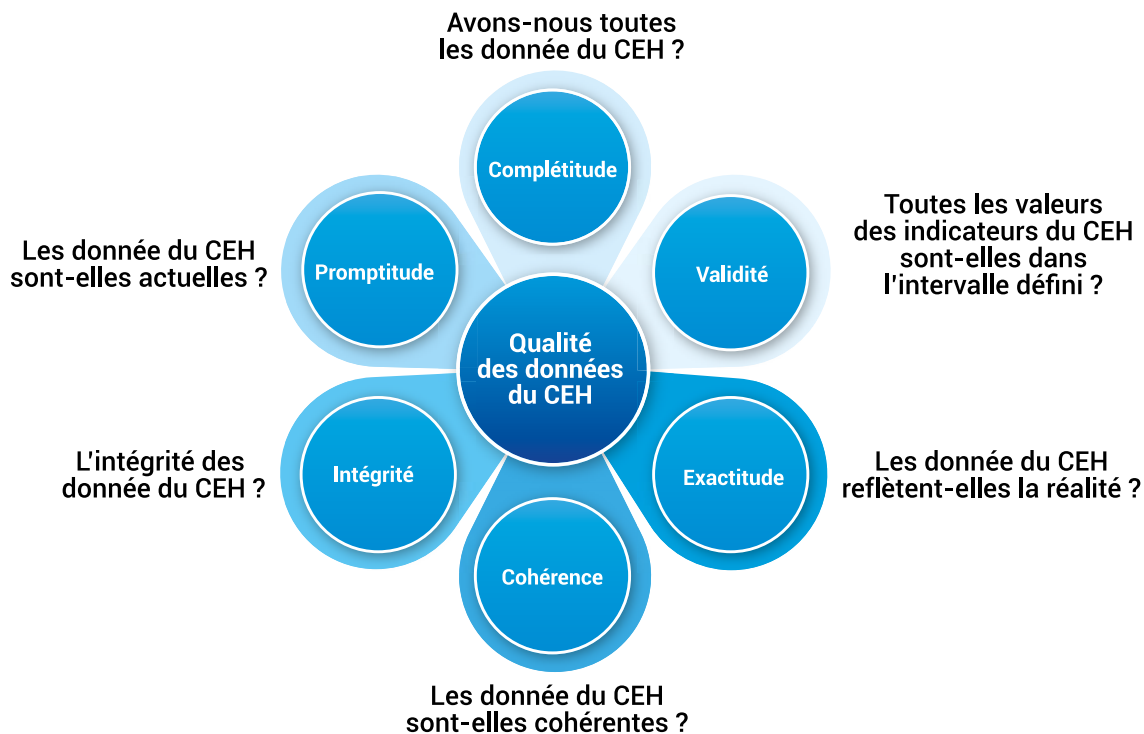 Avons-nous toutes
les donnée du CEH ?
Complétitude
Toutes les valeurs
des indicateurs du CEH
sont-elles dans
l'intervalle défini ?
Validité
Les donnée du CEH
sont-elles actuelles ?
Promptitude
Qualité
des données
du CEH
L'intégrité des
donnée du CEH ?
Intégrité
Exactitude
Les donnée du CEH
reflètent-elles la réalité ?
Cohérence
Les donnée du CEH
sont-elles cohérentes ?